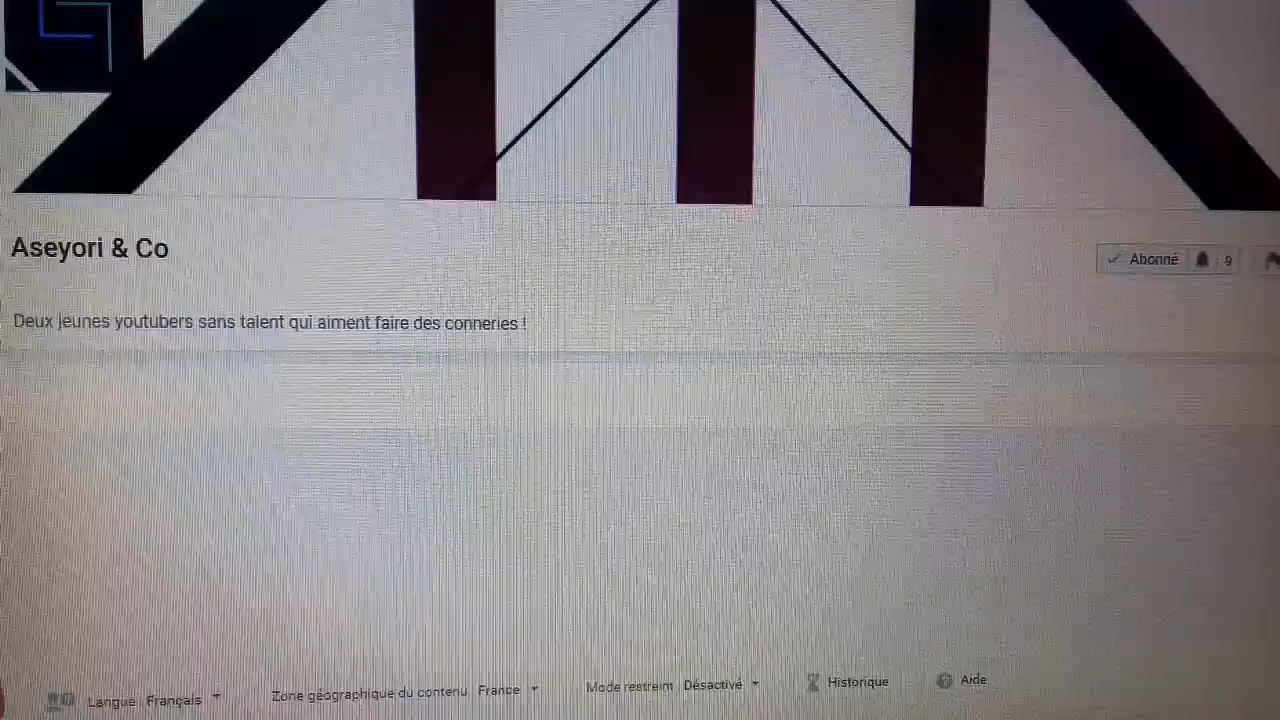 Aseyori & Co
Abonné 9
Deux jeunes youtubers sans talent qui aiment faire des conneries !
Langue : Français
Zone géographique du contenu : France
Mode restreint : Désactivé
Historique
Aide